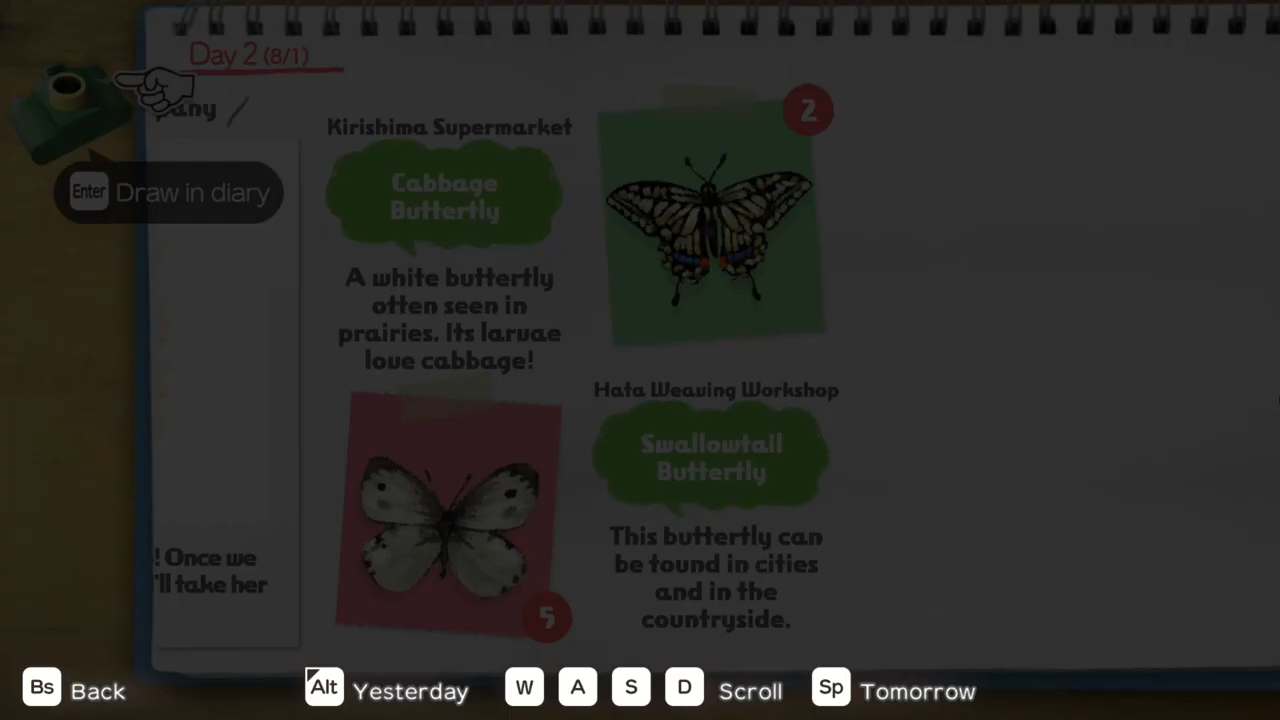 Day 2 (8/1)
pany
Enter Draw in diary
! Once we
'll take her
Kirishima Supermarket
Cabbage
Butterfly
A white butterfly
often seen in
prairies. Its larvae
love cabbage!
5
2
Hata Weaving Workshop
Swallowtail
Butterfly
This butterfly can
be found in cities
and in the
countryside.
Bs Back Alt Yesterday W A S D Scroll Sp Tomorrow